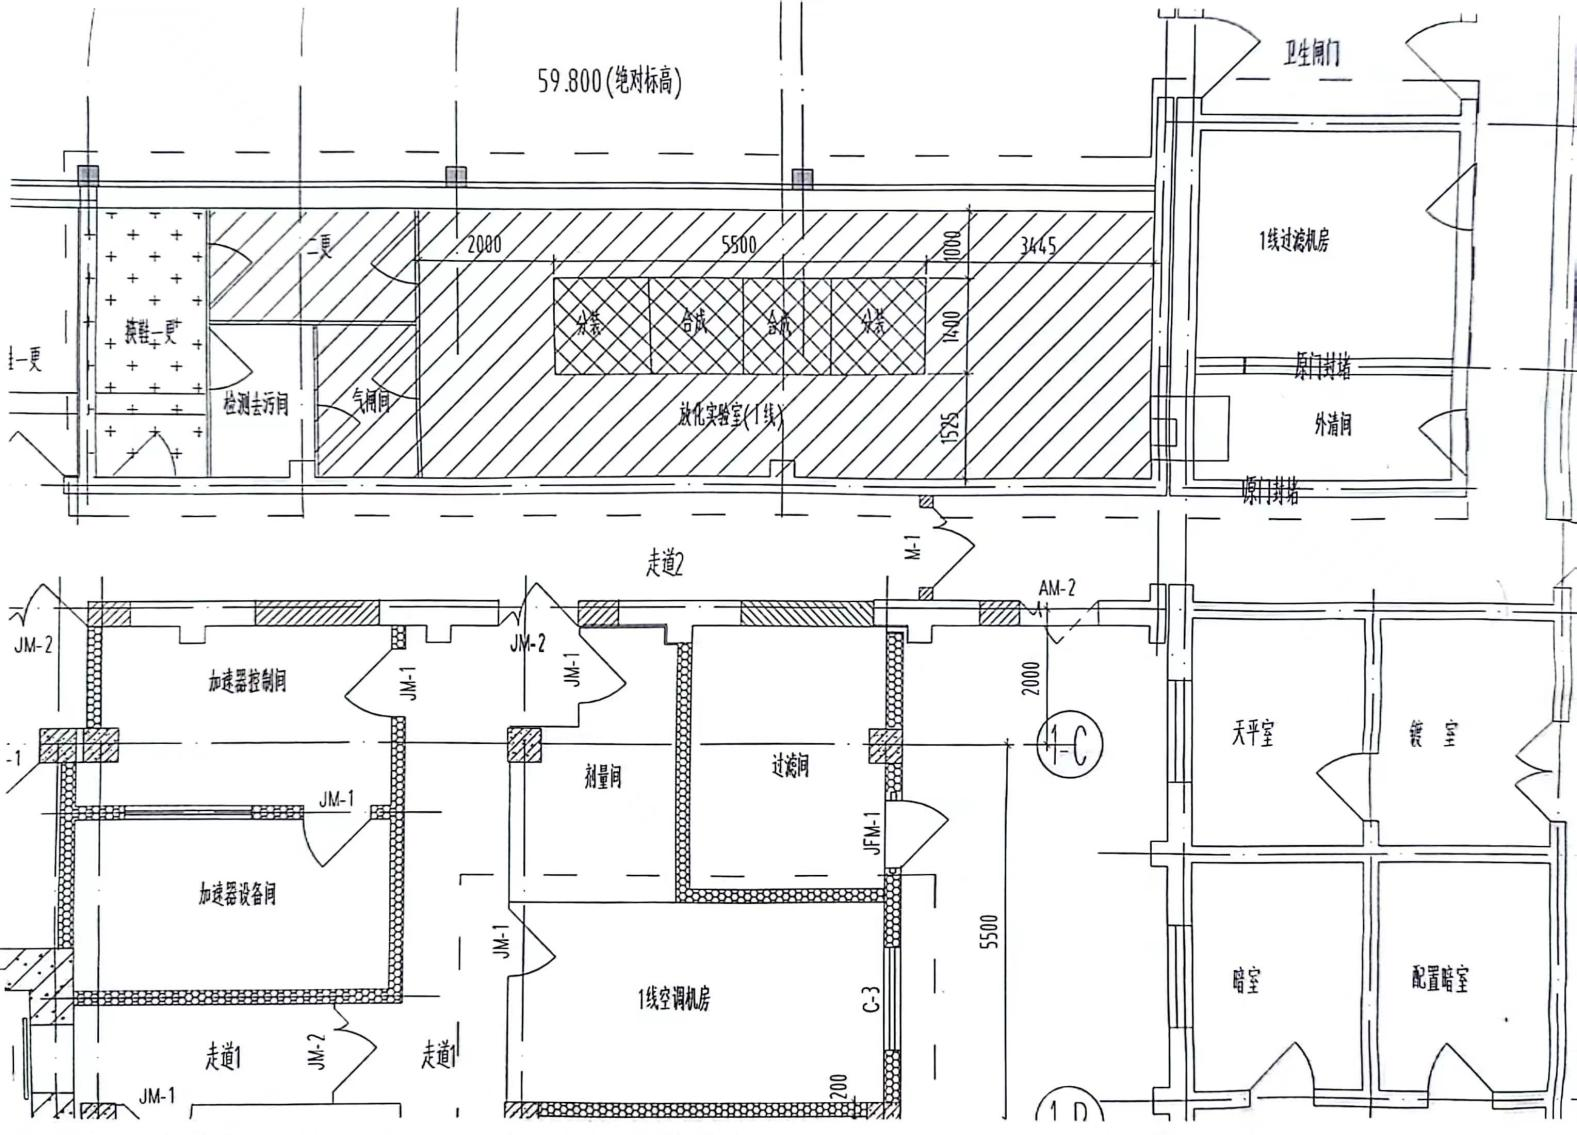 卫生闸门
59.800(绝对标高)
二更
2000
5500
1000
3445
1线过滤机房
换鞋一更
分装
合成
合成
分装
1400
一更
原门封堵
检测去污间
气闸间
放化实验室(1线)
1525
外清间
原门封堵
走道2
M-1
AM-2
JM-2
JM-2
加速器控制间
JM-1
JM-1
2000
天平室
镀 室
1-C
-1
剂量间
过滤间
JM-1
JFM-1
加速器设备间
JM-1
5500
1线空调机房
C-3
暗室
配置暗室
走道1
JM-2
走道1
JM-1
200